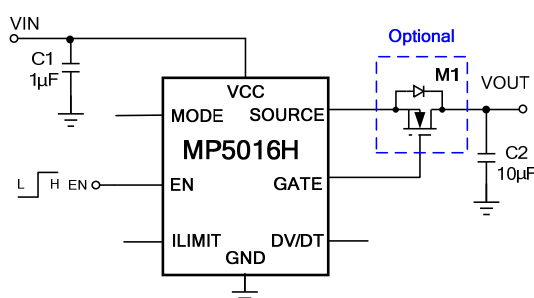 VIN
C1
1µF
Optional
M1
VOUT
VCC
MODE
SOURCE
MP5016H
L
H
EN
EN
GATE
C2
10µF
ILIMIT
DV/DT
GND